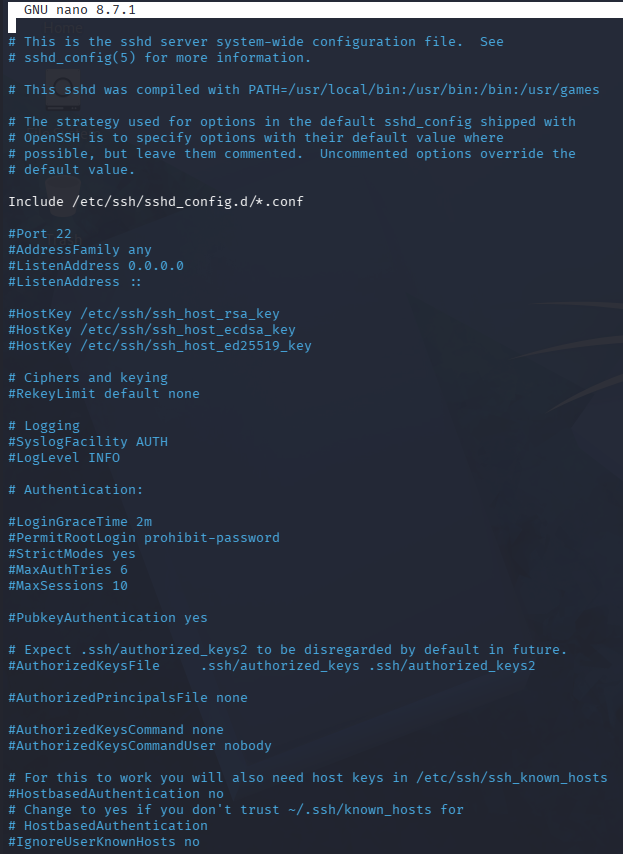 GNU nano 8.7.1
# This is the sshd server system-wide configuration file.  See
# sshd_config(5) for more information.
# This sshd was compiled with PATH=/usr/local/bin:/usr/bin:/bin:/usr/games
# The strategy used for options in the default sshd_config shipped with
# OpenSSH is to specify options with their default value where
# possible, but leave them commented.  Uncommented options override the
# default value.
Include /etc/ssh/sshd_config.d/*.conf
#Port 22
#AddressFamily any
#ListenAddress 0.0.0.0
#ListenAddress ::
#HostKey /etc/ssh/ssh_host_rsa_key
#HostKey /etc/ssh/ssh_host_ecdsa_key
#HostKey /etc/ssh/ssh_host_ed25519_key
# Ciphers and keying
#RekeyLimit default none
# Logging
#SyslogFacility AUTH
#LogLevel INFO
# Authentication:
#LoginGraceTime 2m
#PermitRootLogin prohibit-password
#StrictModes yes
#MaxAuthTries 6
#MaxSessions 10
#PubkeyAuthentication yes
# Expect .ssh/authorized_keys2 to be disregarded by default in future.
#AuthorizedKeysFile     .ssh/authorized_keys .ssh/authorized_keys2
#AuthorizedPrincipalsFile none
#AuthorizedKeysCommand none
#AuthorizedKeysCommandUser nobody
# For this to work you will also need host keys in /etc/ssh/ssh_known_hosts
#HostbasedAuthentication no
# Change to yes if you don't trust ~/.ssh/known_hosts for
# HostbasedAuthentication
#IgnoreUserKnownHosts no